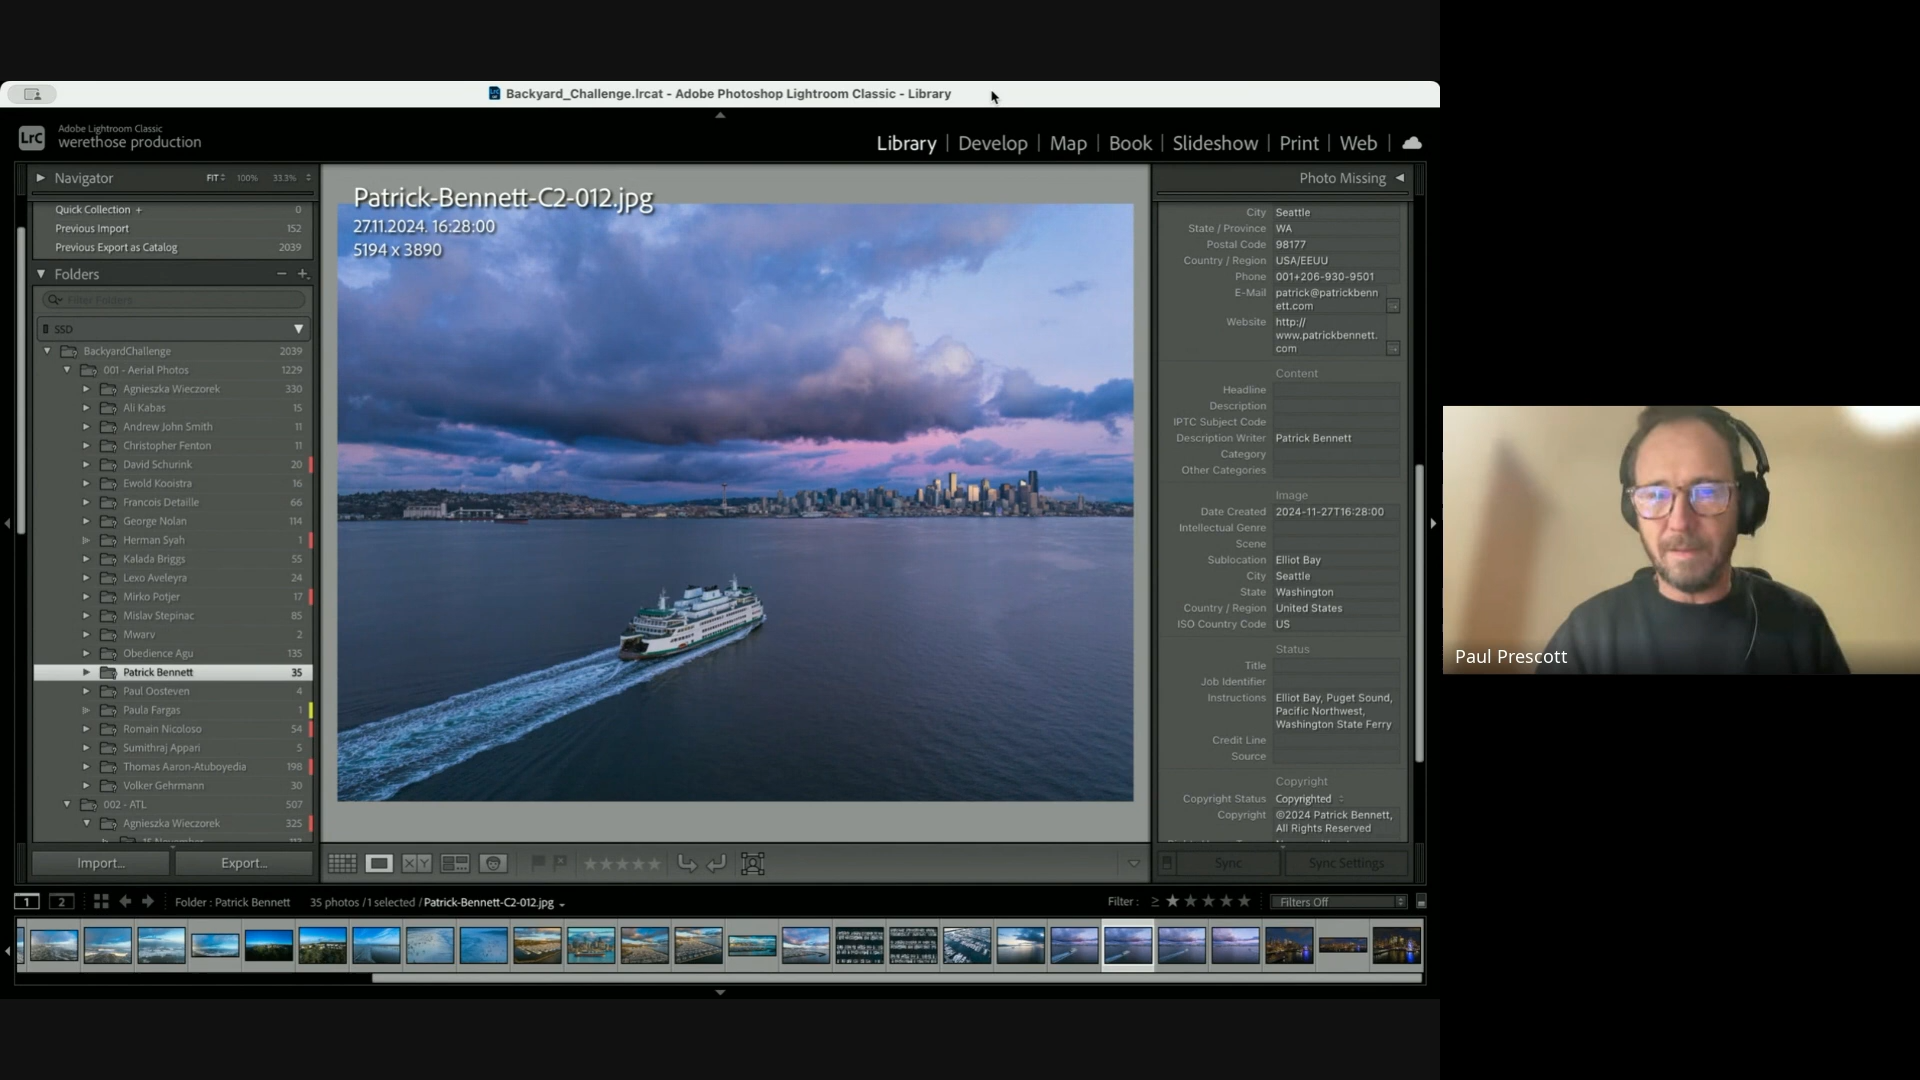 Backyard_Challenge.lrcat - Adobe Photoshop Lightroom Classic - Library
LrC
Adobe Lightroom Classic
werethose production
Library | Develop | Map | Book | Slideshow | Print | Web |
Navigator FIT 100% 33.3%
Quick Collection + 0
Previous Import 152
Previous Export as Catalog 2039
Folders
Filter Folders
SSD
BackyardChallenge 2039
001 - Aerial Photos 1229
Agnieszka Wieczorek 330
Ali Kabas 15
Andrew John Smith 11
Christopher Fenton 11
David Schurink 20
Ewold Kooistra 16
Francois Detaille 66
George Nolan 114
Herman Syah 1
Kalada Briggs 55
Lexo Aveleyra 24
Mirko Potjer 17
Mislav Stepinac 85
Mwarv 2
Obedience Agu 135
Patrick Bennett 35
Paul Oosteven 4
Paula Fargas 1
Romain Nicoloso 54
Sumithraj Appari 5
Thomas Aaron-Atuboyedia 198
Volker Gehrmann 30
002 - ATL 507
Agnieszka Wieczorek 325
Import...
Export...
Patrick-Bennett-C2-012.jpg
27.11.2024. 16:28:00
5194 x 3890
Photo Missing
City Seattle
State / Province WA
Postal Code 98177
Country / Region USA/EEUU
Phone 001+206-930-9501
E-Mail patrick@patrickbenn
ett.com
Website http://
www.patrickbennett.
com
Content
Headline
Description
IPTC Subject Code
Description Writer Patrick Bennett
Category
Other Categories
Image
Date Created 2024-11-27T16:28:00
Intellectual Genre
Scene
Sublocation Elliot Bay
City Seattle
State Washington
Country / Region United States
ISO Country Code US
Status
Title
Job Identifier
Instructions Elliot Bay, Puget Sound,
Pacific Northwest,
Washington State Ferry
Credit Line
Source
Copyright
Copyright Status Copyrighted
Copyright ©2024 Patrick Bennett,
All Rights Reserved
Sync
Sync Settings
X Y
1 2 Folder : Patrick Bennett 35 photos / 1 selected / Patrick-Bennett-C2-012.jpg
Filter : ≥ ★★★★★ Filters Off
Paul Prescott